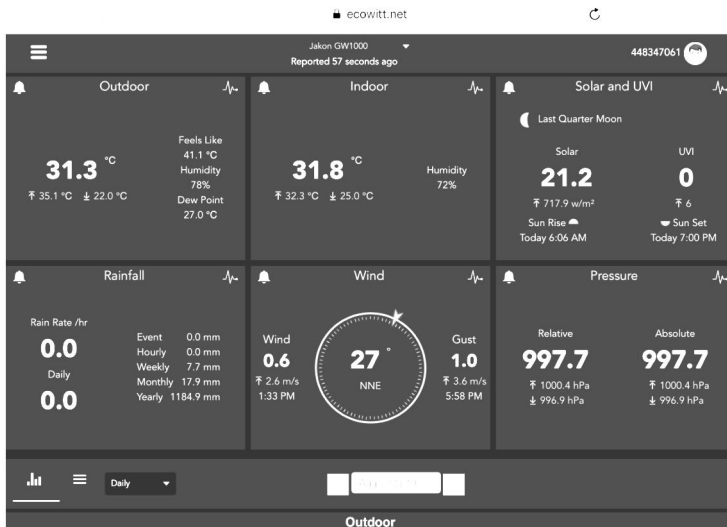 ecowitt.net
Jakon GW1000
Reported 57 seconds ago
448347061
Outdoor
31.3 °C
35.1 °C 22.0 °C
Feels Like
41.1 °C
Humidity
78%
Dew Point
27.0 °C
Indoor
31.8 °C
32.3 °C 25.0 °C
Humidity
72%
Solar and UVI
Last Quarter Moon
Solar
21.2
717.9 w/m²
UVI
0
6
Sun Rise
Today 6:06 AM
Sun Set
Today 7:00 PM
Rainfall
Rain Rate /hr
0.0
Daily
0.0
Event 0.0 mm
Hourly 0.0 mm
Weekly 7.7 mm
Monthly 17.9 mm
Yearly 1184.9 mm
Wind
Wind
0.6
2.6 m/s
1:33 PM
27 °
NNE
Gust
1.0
3.6 m/s
5:58 PM
Pressure
Relative
997.7
1000.4 hPa
996.9 hPa
Absolute
997.7
1000.4 hPa
996.9 hPa
Daily
Outdoor